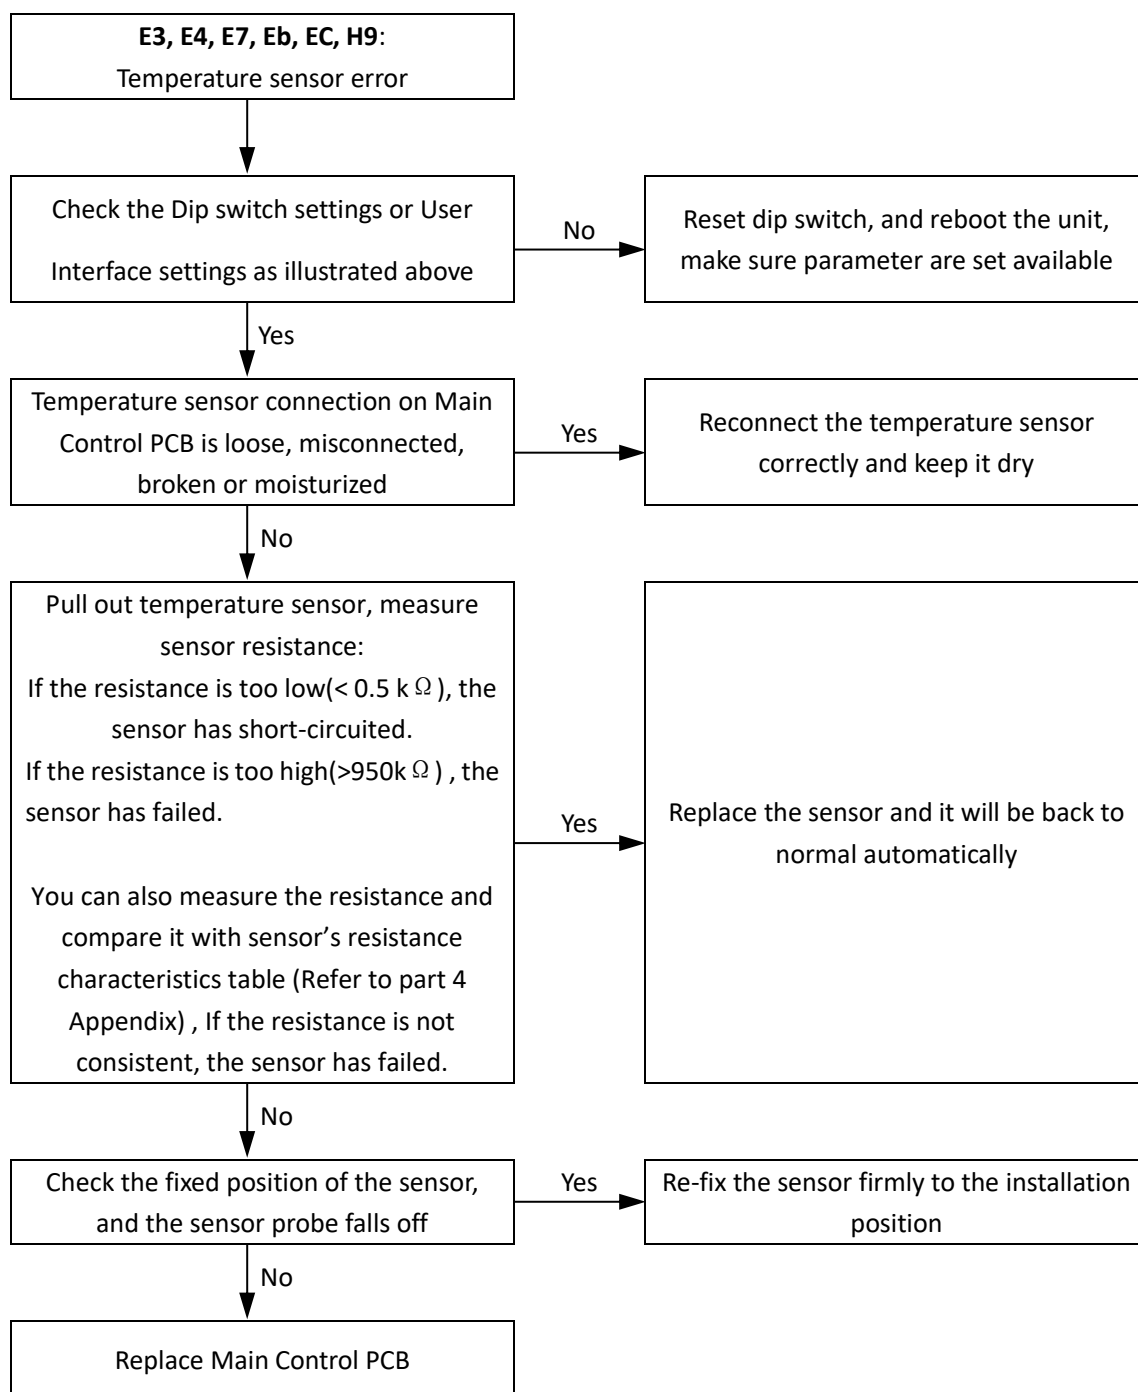 E3, E4, E7, Eb, EC, H9:
Temperature sensor error
Check the Dip switch settings or User
Interface settings as illustrated above
No
Reset dip switch, and reboot the unit,
make sure parameter are set available
Yes
Temperature sensor connection on Main
Control PCB is loose, misconnected,
broken or moisturized
Yes
Reconnect the temperature sensor
correctly and keep it dry
No
Pull out temperature sensor, measure
sensor resistance:
If the resistance is too low(< 0.5 k Ω ), the
sensor has short-circuited.
If the resistance is too high(>950k Ω ) , the
sensor has failed.
You can also measure the resistance and
compare it with sensor’s resistance
characteristics table (Refer to part 4
Appendix) , If the resistance is not
consistent, the sensor has failed.
Yes
Replace the sensor and it will be back to
normal automatically
No
Check the fixed position of the sensor,
and the sensor probe falls off
Yes
Re-fix the sensor firmly to the installation
position
No
Replace Main Control PCB